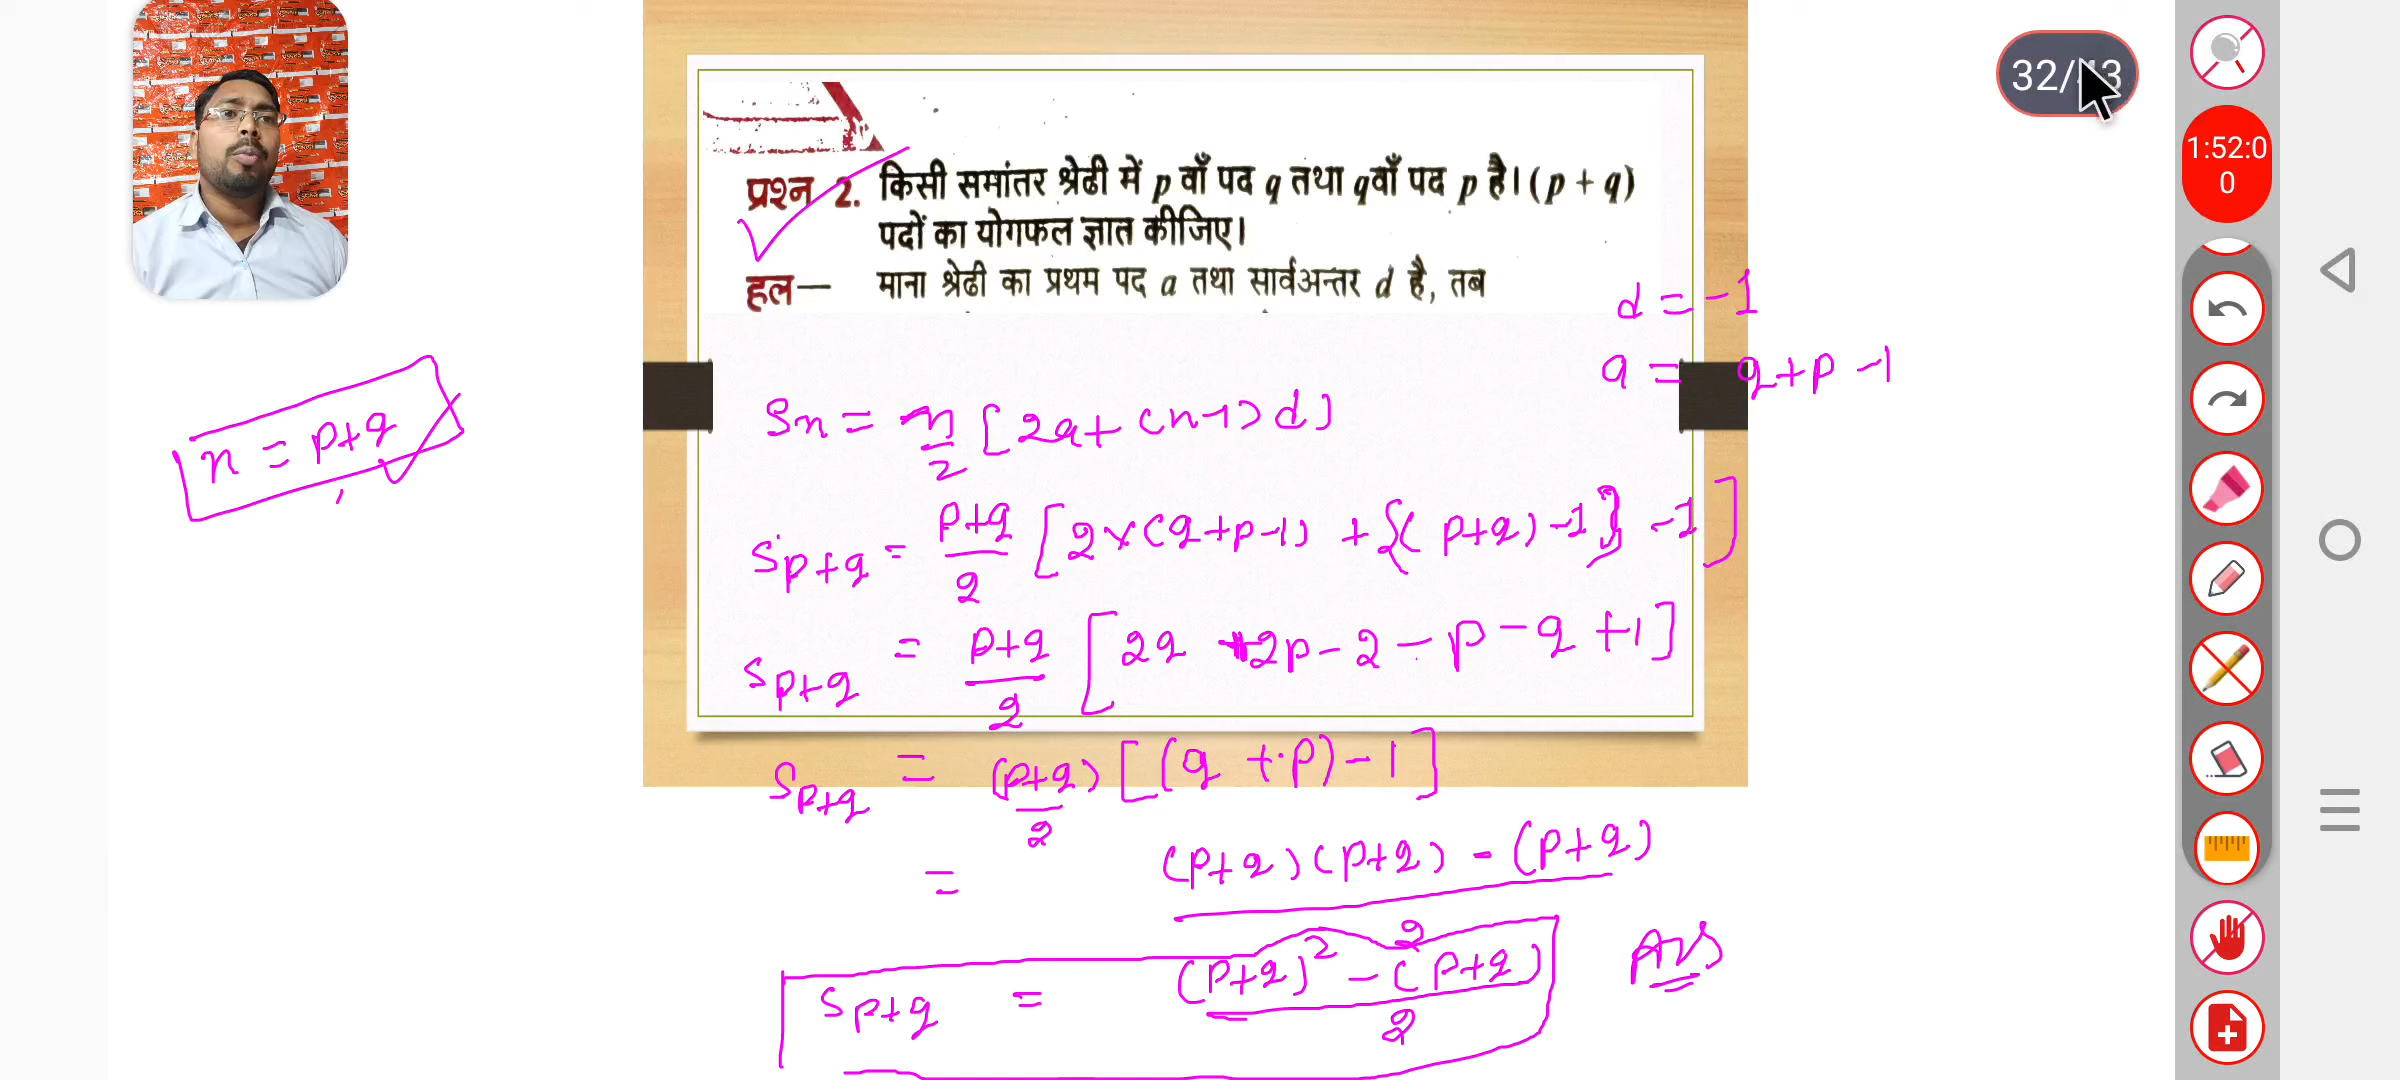 32/43
1:52:0
0
प्रश्न 2. किसी समांतर श्रेढी में p वाँ पद q तथा qवाँ पद p है। (p + q)
पदों का योगफल ज्ञात कीजिए।
हल— माना श्रेढी का प्रथम पद a तथा सार्वअन्तर d है, तब
d = -1
a = q+p-1
n = p+q
Sn = n/2 [2a+(n-1)d]
Sp+q = p+q/2 [2×(q+p-1) + {(p+q)-1} -1]
Sp+q = p+q/2 [2q +2p-2-p-q+1]
Sp+q = (p+q)/2 [(q+p)-1]
= (p+q)(p+q) - (p+q)/2
Sp+q = (p+q)² - (p+q)/2 Ans